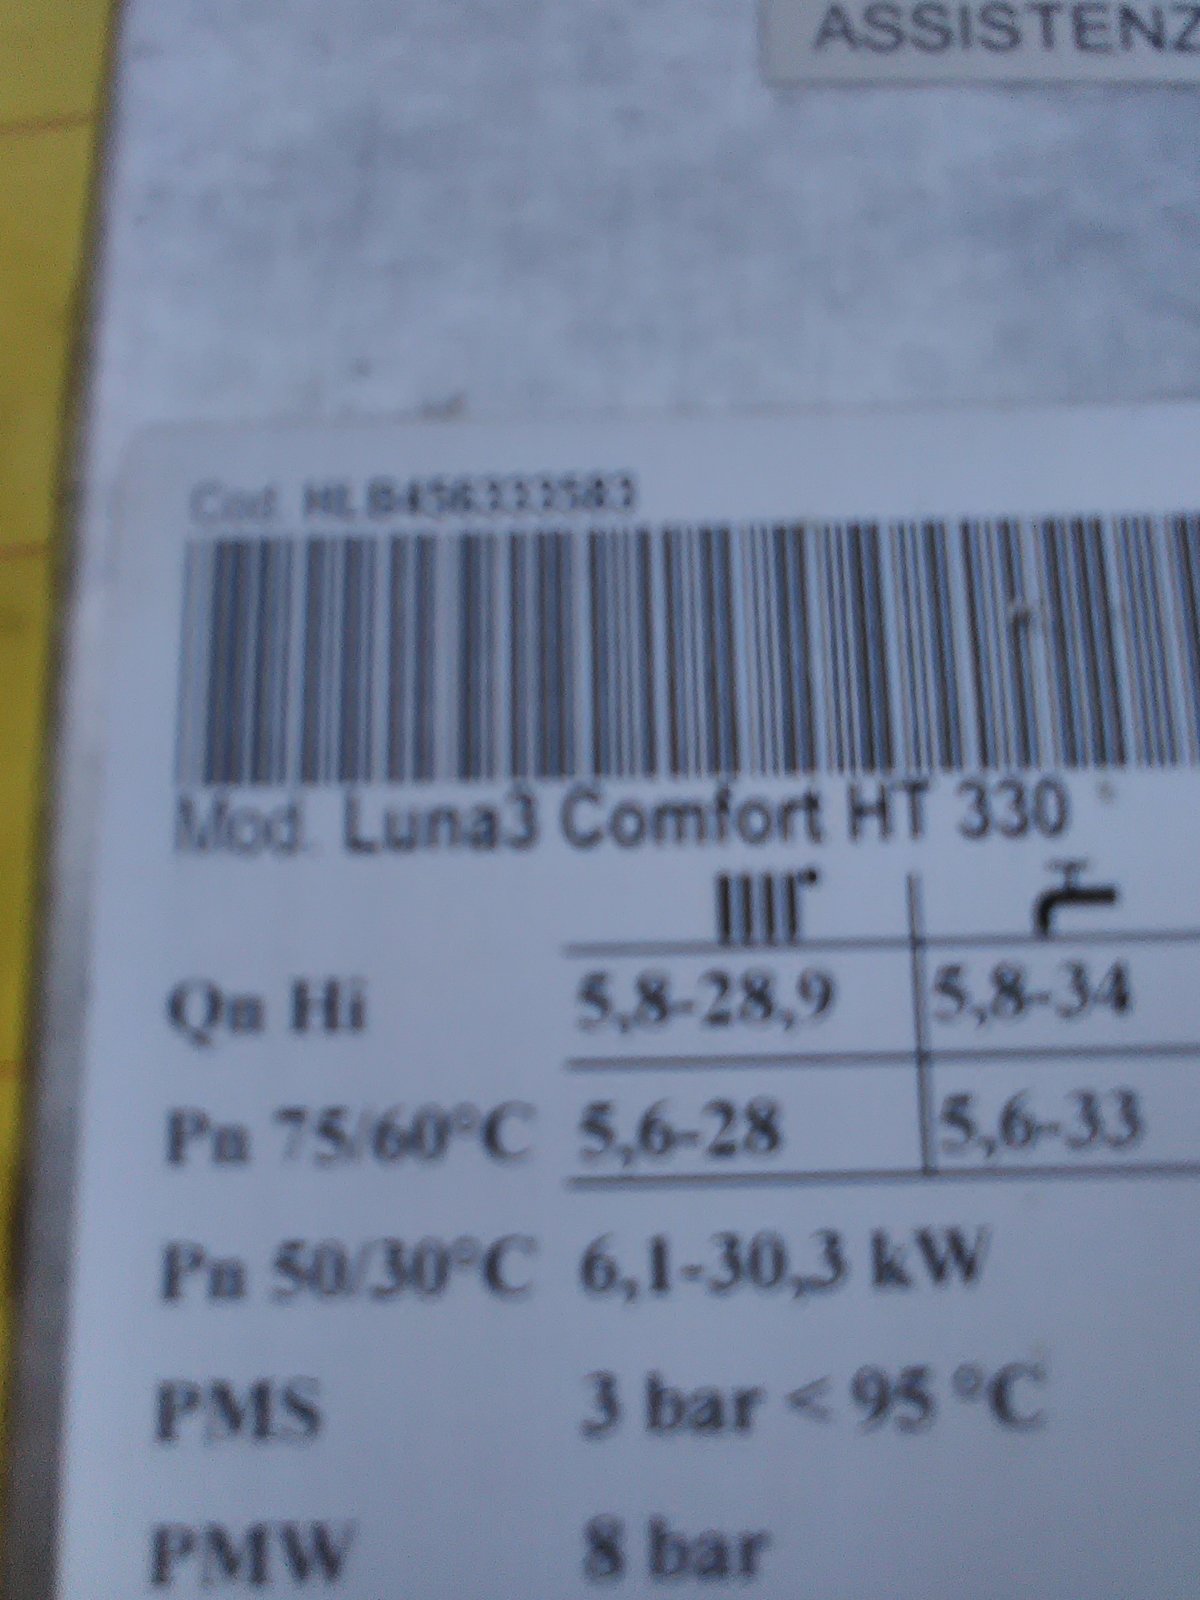 ASSISTENZ
Cod. HLB456333583
Mod. Luna3 Comfort HT 330
Qn Hi 5,8-28,9 5,8-34
Pn 75/60°C 5,6-28 5,6-33
Pn 50/30°C 6,1-30,3 kW
PMS 3 bar < 95 °C
PMW 8 bar